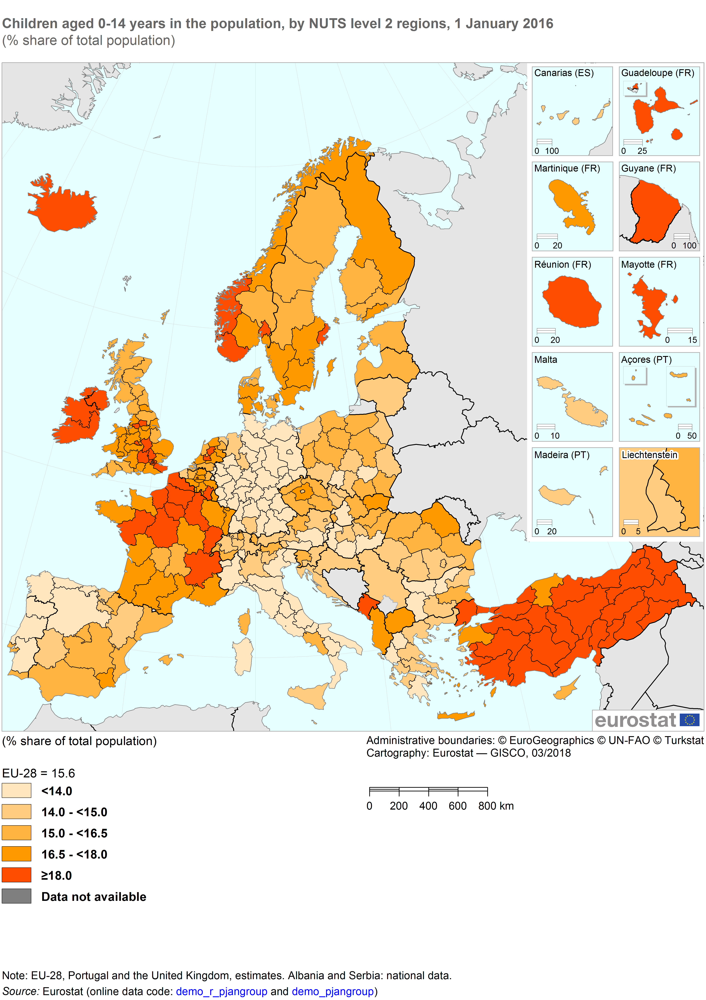 Children aged 0-14 years in the population, by NUTS level 2 regions, 1 January 2016
(% share of total population)
Canarias (ES)
0 100
Guadeloupe (FR)
0 25
Martinique (FR)
0 20
Guyane (FR)
0 100
Réunion (FR)
0 20
Mayotte (FR)
0 15
Malta
0 10
Açores (PT)
0 50
Madeira (PT)
0 20
Liechtenstein
0 5
eurostat
(% share of total population)
Administrative boundaries: © EuroGeographics © UN-FAO © Turkstat
Cartography: Eurostat — GISCO, 03/2018
EU-28 = 15.6
<14.0
14.0 - <15.0
15.0 - <16.5
16.5 - <18.0
≥18.0
Data not available
0 200 400 600 800 km
Note: EU-28, Portugal and the United Kingdom, estimates. Albania and Serbia: national data.
Source: Eurostat (online data code: demo_r_pjangroup and demo_pjangroup)